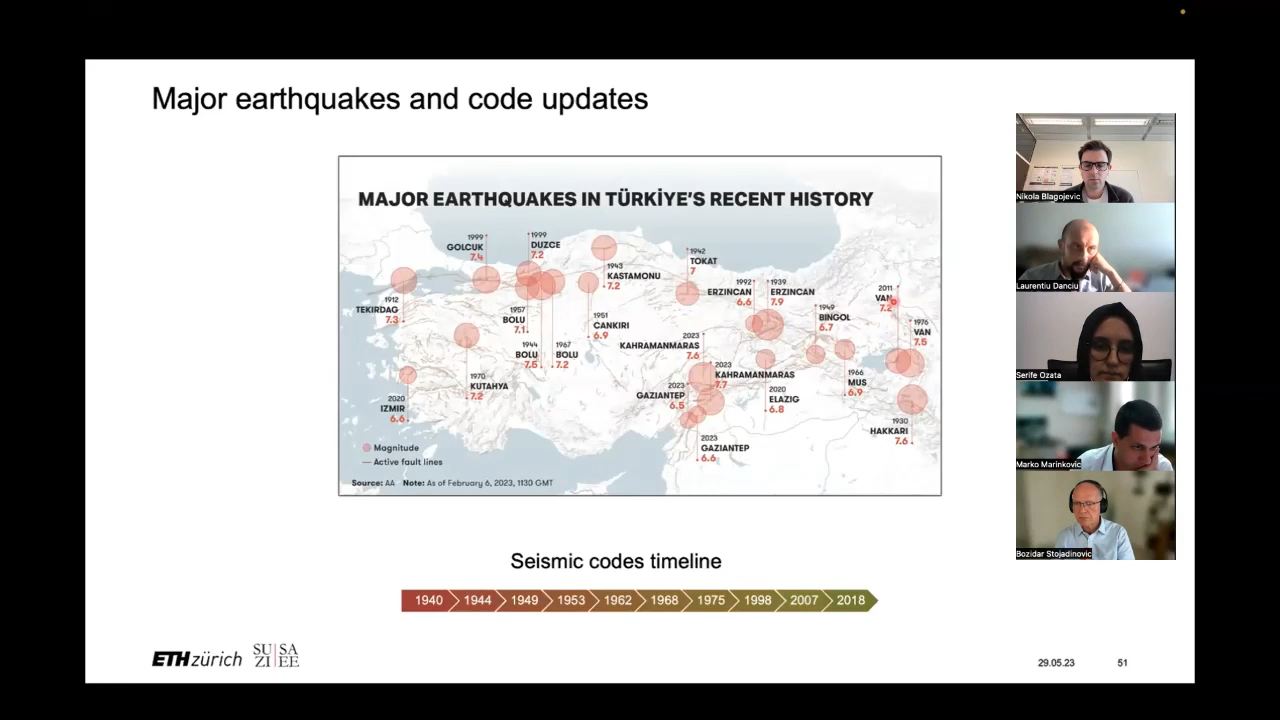 Major earthquakes and code updates
MAJOR EARTHQUAKES IN TÜRKİYE'S RECENT HISTORY
1999
GOLCUK
7.4
1999
DUZCE
7.2
1943
KASTAMONU
7.2
1942
TOKAT
7
1992
ERZINCAN
6.6
1939
ERZINCAN
7.9
2011
VAN
7.2
1912
TEKIRDAG
7.3
1957
BOLU
7.1
1951
CANKIRI
6.9
1949
BINGOL
6.7
1976
VAN
7.5
1944
BOLU
7.5
1967
BOLU
7.2
2023
KAHRAMANMARAS
7.6
2023
KAHRAMANMARAS
7.7
1970
KUTAHYA
7.2
2023
GAZIANTEP
6.5
2020
ELAZIG
6.8
1966
MUS
6.9
2020
IZMIR
6.6
1930
HAKKARI
7.6
2023
GAZIANTEP
6.6
Magnitude
Active fault lines
Source: AA Note: As of February 6, 2023, 1130 GMT
Nikola Blagojevic
Laurentiu Danciu
Serife Ozata
Marko Marinkovic
Bozidar Stojadinovic
Seismic codes timeline
1940 1944 1949 1953 1962 1968 1975 1998 2007 2018
ETH zürich
SU|SA
ZI|EE
29.05.23 51